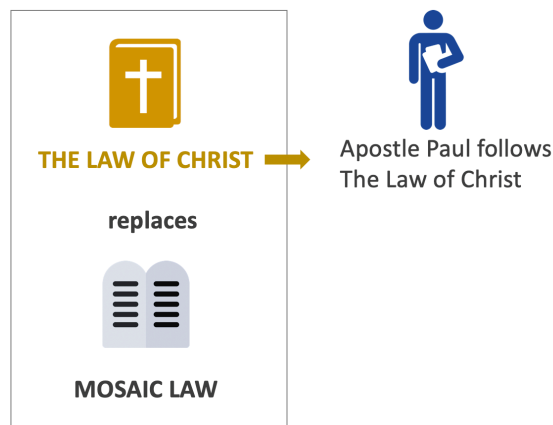 THE LAW OF CHRIST
Apostle Paul follows
The Law of Christ
replaces
MOSAIC LAW